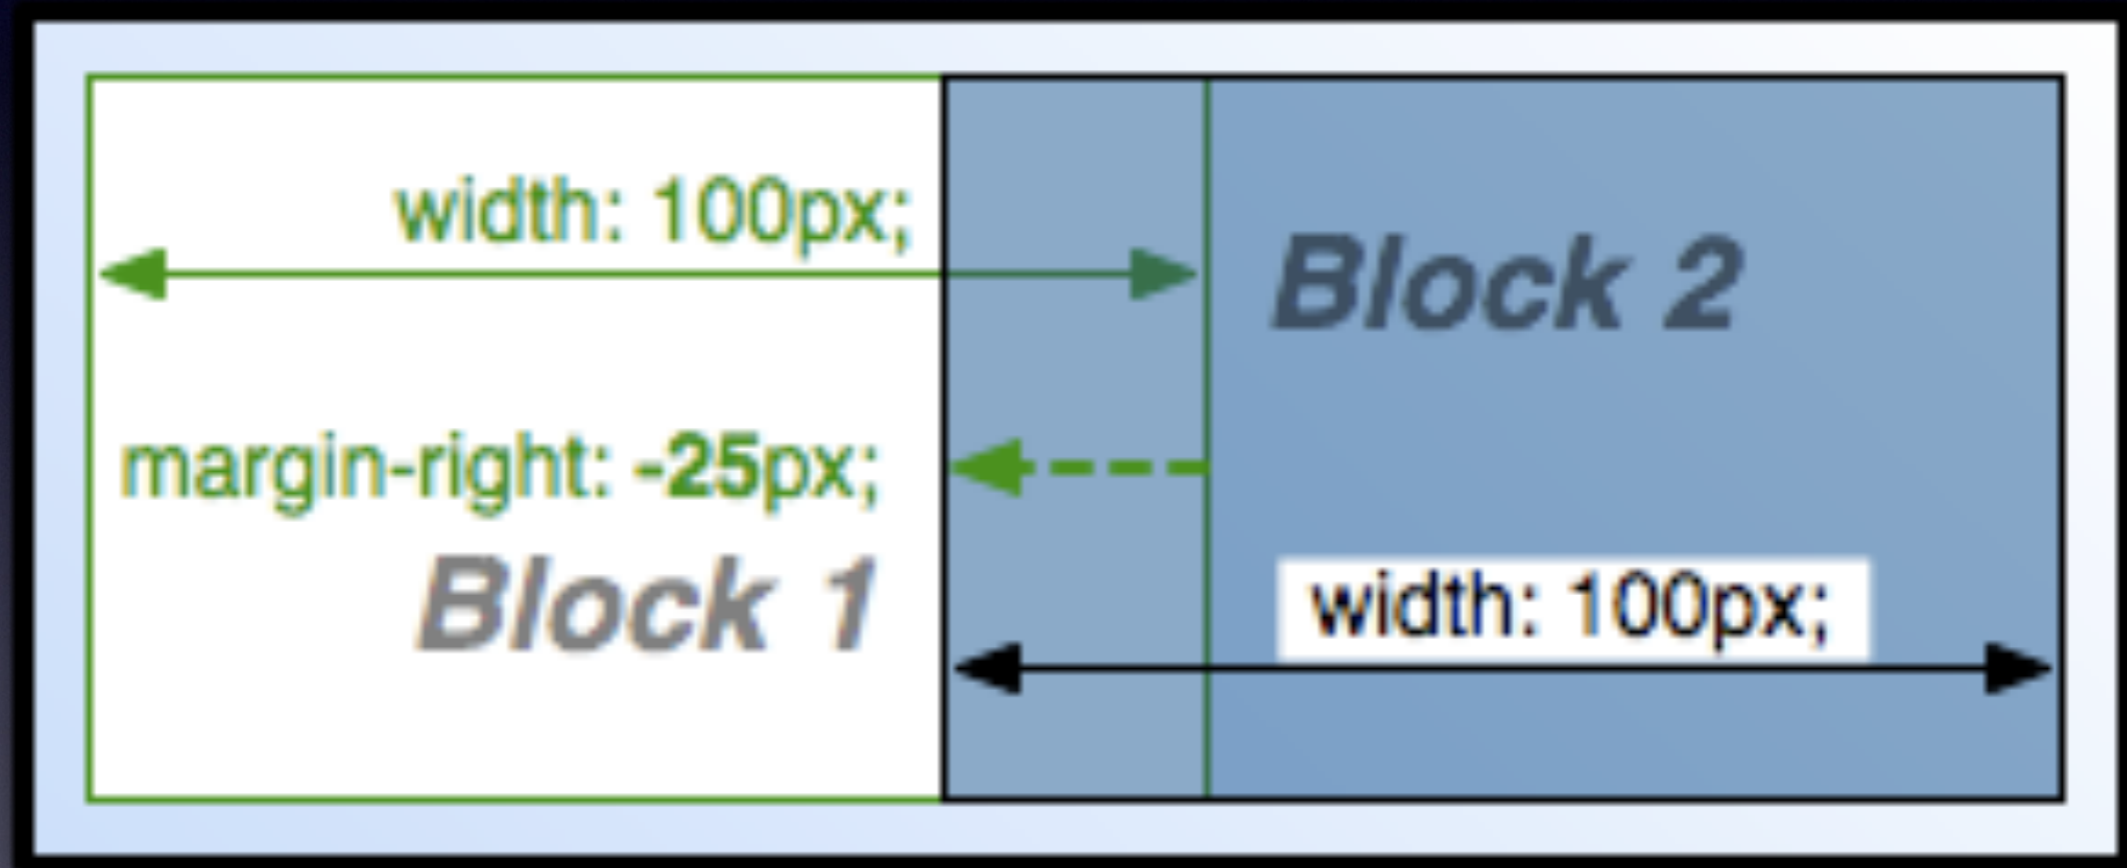 width: 100px;
Block 2
margin-right: -25px;
Block 1
width: 100px;